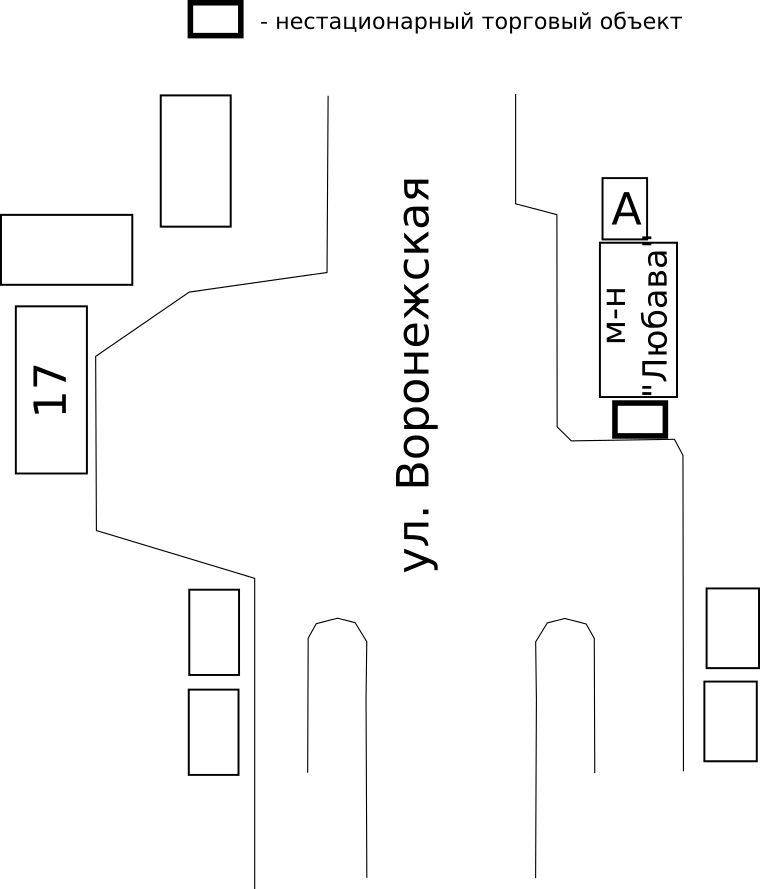 - нестационарный торговый объект
А
м-н
"Любава"
17
ул. Воронежская